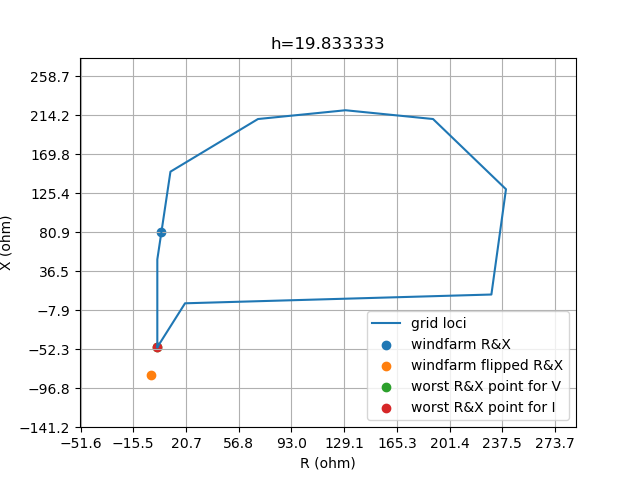 h=19.833333
258.7
214.2
169.8
125.4
80.9
36.5
−7.9
−52.3
−96.8
−141.2
X (ohm)
grid loci
windfarm R&X
windfarm flipped R&X
worst R&X point for V
worst R&X point for I
−51.6 −15.5 20.7 56.8 93.0 129.1 165.3 201.4 237.5 273.7
R (ohm)